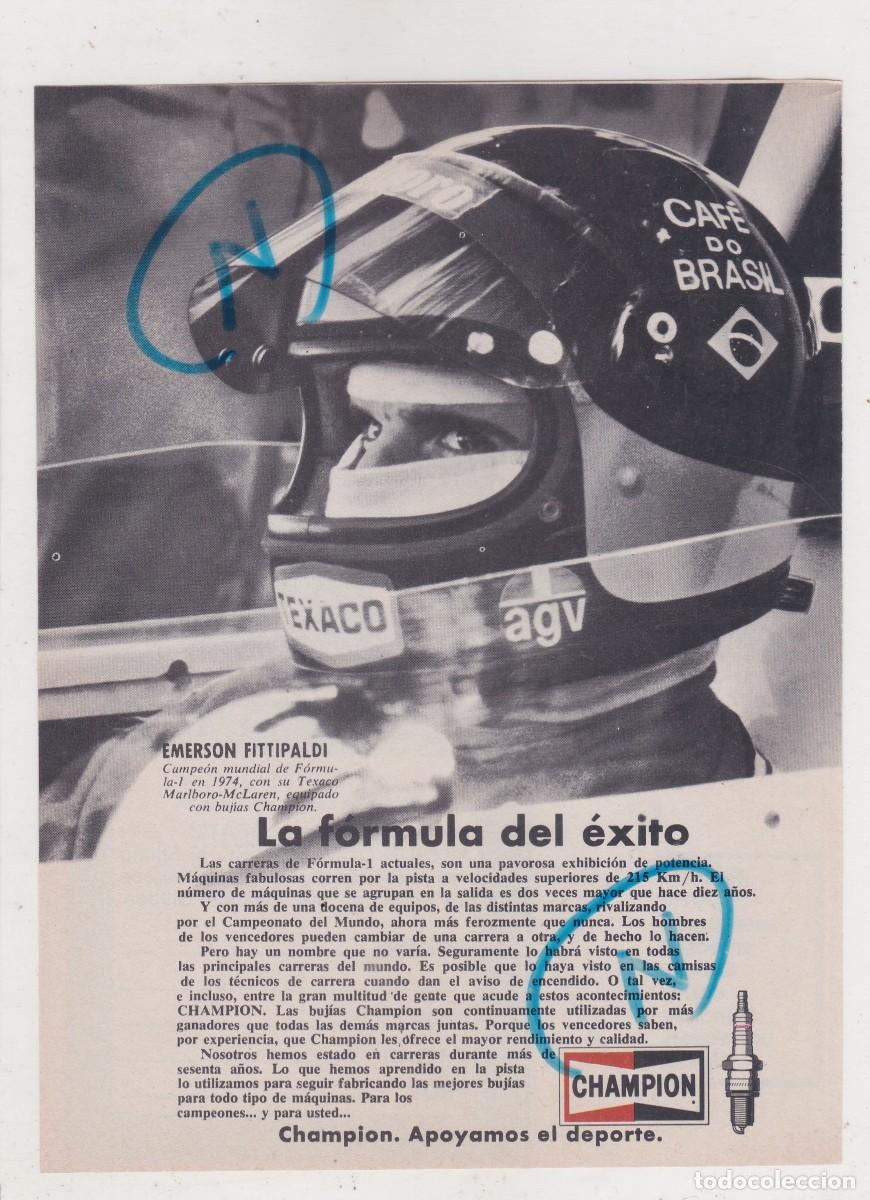 N
oro
CAFÉ
DO
BRASIL
TEXACO
agv
EMERSON FITTIPALDI
Campeón mundial de Fórmu-
la-1 en 1974, con su Texaco
Marlboro-McLaren, equipado
con bujías Champion.
La fórmula del éxito
Las carreras de Fórmula-1 actuales, son una pavorosa exhibición de potencia.
Máquinas fabulosas corren por la pista a velocidades superiores de 215 Km/h. El
número de máquinas que se agrupan en la salida es dos veces mayor que hace diez años.
Y con más de una docena de equipos, de las distintas marcas, rivalizando
por el Campeonato del Mundo, ahora más ferozmente que nunca. Los hombres
de los vencedores pueden cambiar de una carrera a otra, y de hecho lo hacen.
Pero hay un nombre que no varía. Seguramente lo habrá visto en todas
las principales carreras del mundo. Es posible que lo haya visto en las camisas
de los técnicos de carrera cuando dan el aviso de encendido. O tal vez,
e incluso, entre la gran multitud de gente que acude a estos acontecimientos:
CHAMPION. Las bujías Champion son continuamente utilizadas por más
ganadores que todas las demás marcas juntas. Porque los vencedores saben,
por experiencia, que Champion les ofrece el mayor rendimiento y calidad.
Nosotros hemos estado en carreras durante más de
sesenta años. Lo que hemos aprendido en la pista
lo utilizamos para seguir fabricando las mejores bujías
para todo tipo de máquinas. Para los
campeones... y para usted...
N
CHAMPION
Champion. Apoyamos el deporte.
todocoleccion